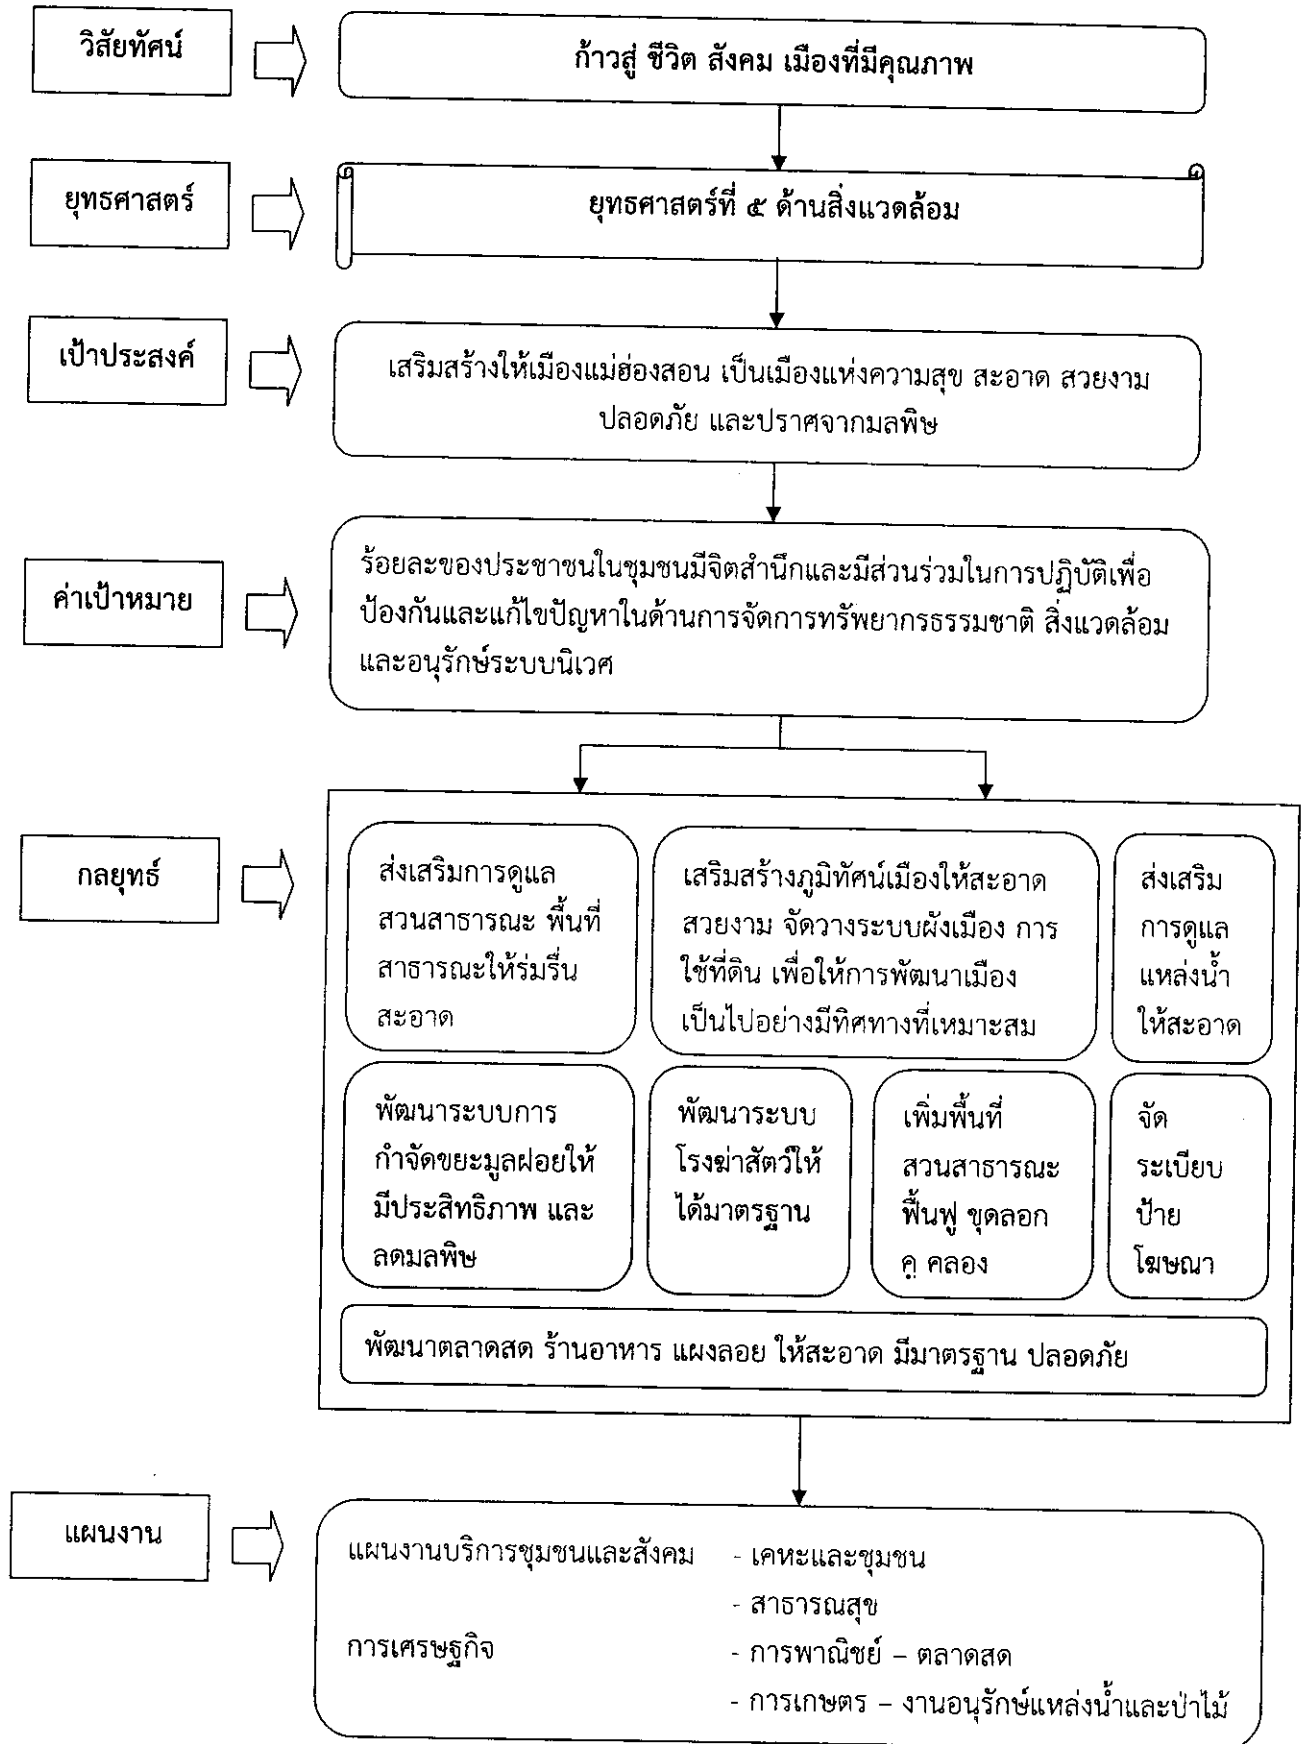 วิสัยทัศน์
ก้าวสู่ ชีวิต สังคม เมืองที่มีคุณภาพ
ยุทธศาสตร์
ยุทธศาสตร์ที่ ๕ ด้านสิ่งแวดล้อม
เป้าประสงค์
เสริมสร้างให้เมืองแม่ฮ่องสอน เป็นเมืองแห่งความสุข สะอาด สวยงาม
ปลอดภัย และปราศจากมลพิษ
ค่าเป้าหมาย
ร้อยละของประชาชนในชุมชนมีจิตสำนึกและมีส่วนร่วมในการปฏิบัติเพื่อ
ป้องกันและแก้ไขปัญหาในด้านการจัดการทรัพยากรธรรมชาติ สิ่งแวดล้อม
และอนุรักษ์ระบบนิเวศ
กลยุทธ์
ส่งเสริมการดูแล
สวนสาธารณะ พื้นที่
สาธารณะให้ร่มรื่น
สะอาด
เสริมสร้างภูมิทัศน์เมืองให้สะอาด
สวยงาม จัดวางระบบผังเมือง การ
ใช้ที่ดิน เพื่อให้การพัฒนาเมือง
เป็นไปอย่างมีทิศทางที่เหมาะสม
ส่งเสริม
การดูแล
แหล่งน้ำ
ให้สะอาด
พัฒนาระบบการ
กำจัดขยะมูลฝอยให้
มีประสิทธิภาพ และ
ลดมลพิษ
พัฒนาระบบ
โรงฆ่าสัตว์ให้
ได้มาตรฐาน
เพิ่มพื้นที่
สวนสาธารณะ
ฟื้นฟู ขุดลอก
คู คลอง
จัด
ระเบียบ
ป้าย
โฆษณา
พัฒนาตลาดสด ร้านอาหาร แผงลอย ให้สะอาด มีมาตรฐาน ปลอดภัย
แผนงาน
แผนงานบริการชุมชนและสังคม - เคหะและชุมชน
- สาธารณสุข
การเศรษฐกิจ - การพาณิชย์ – ตลาดสด
- การเกษตร – งานอนุรักษ์แหล่งน้ำและป่าไม้